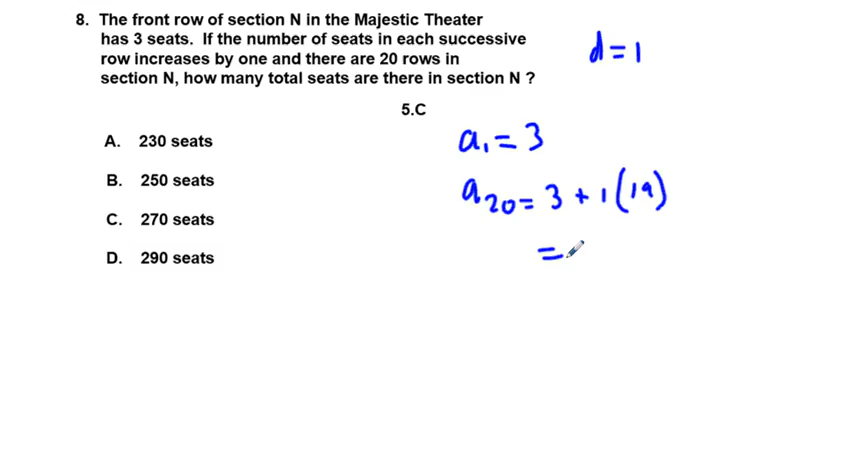 8. The front row of section N in the Majestic Theater
has 3 seats. If the number of seats in each successive
row increases by one and there are 20 rows in
section N, how many total seats are there in section N ?
d = 1
5.C
A. 230 seats
B. 250 seats
C. 270 seats
D. 290 seats
a₁ = 3
a₂₀ = 3 + 1(19)
=